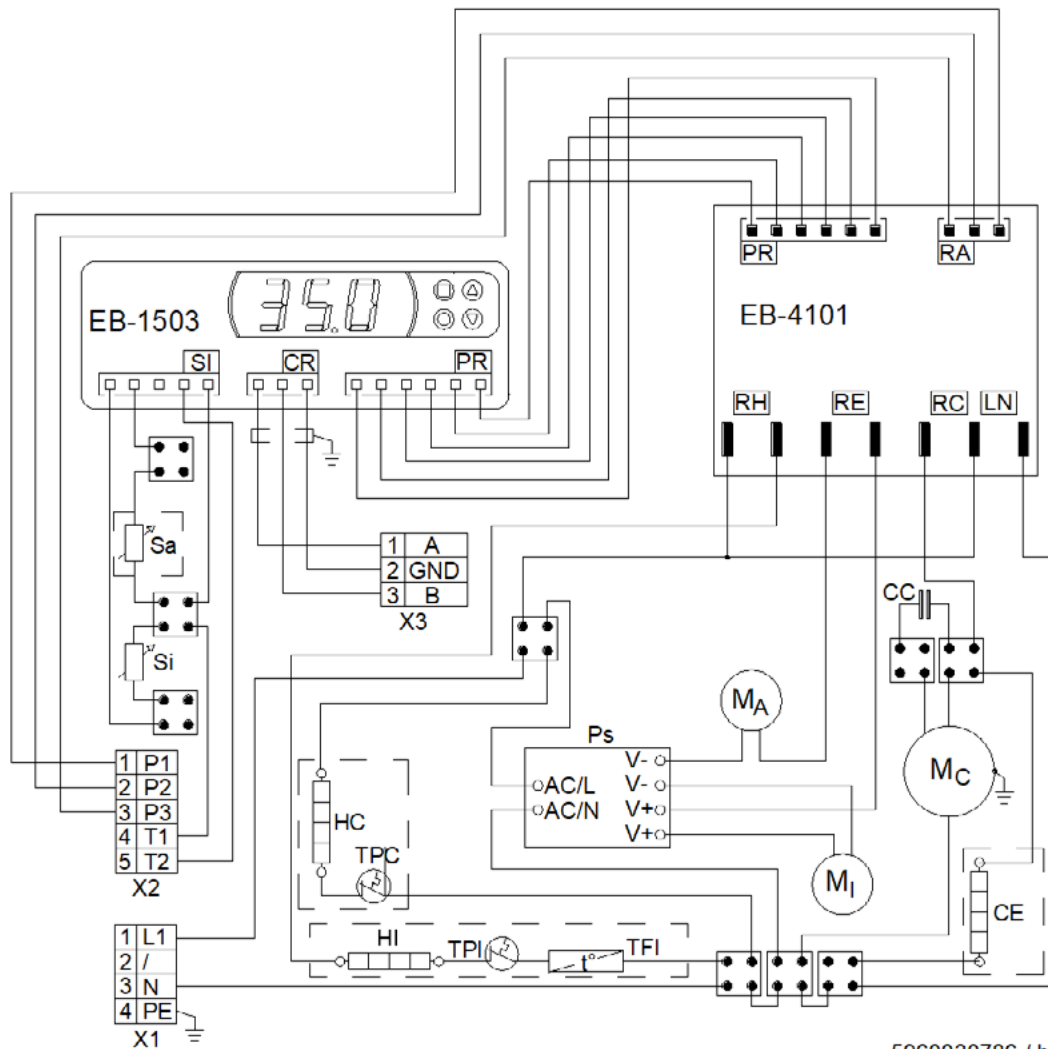 PR
RA
EB-4101
EB-1503
35.0
SI
CR
PR
RH
RE
RC
LN
Sa
1 A
2 GND
3 B
X3
CC
Si
MA
Ps
V-
AC/L
V-
AC/N
V+
V+
MC
1 P1
2 P2
3 P3
4 T1
5 T2
X2
HC
TPC
MI
CE
HI
TPI
t°
TFI
1 L1
2 /
3 N
4 PE
X1